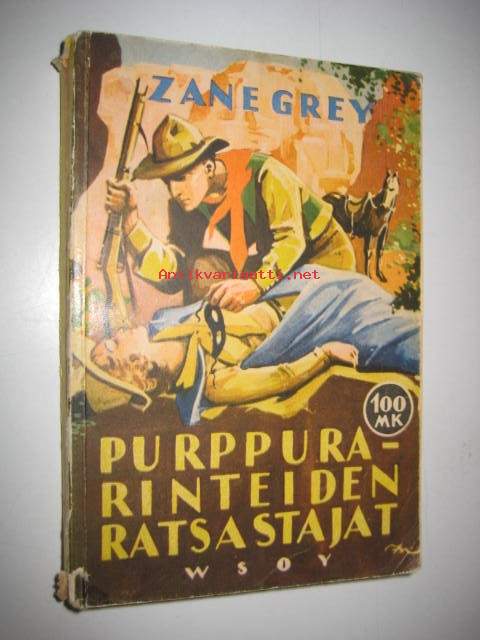 ZANE GREY
Antikvariaatti.net
100
MK
PURPPURA-
RINTEIDEN
RATSASTAJAT
WSOY